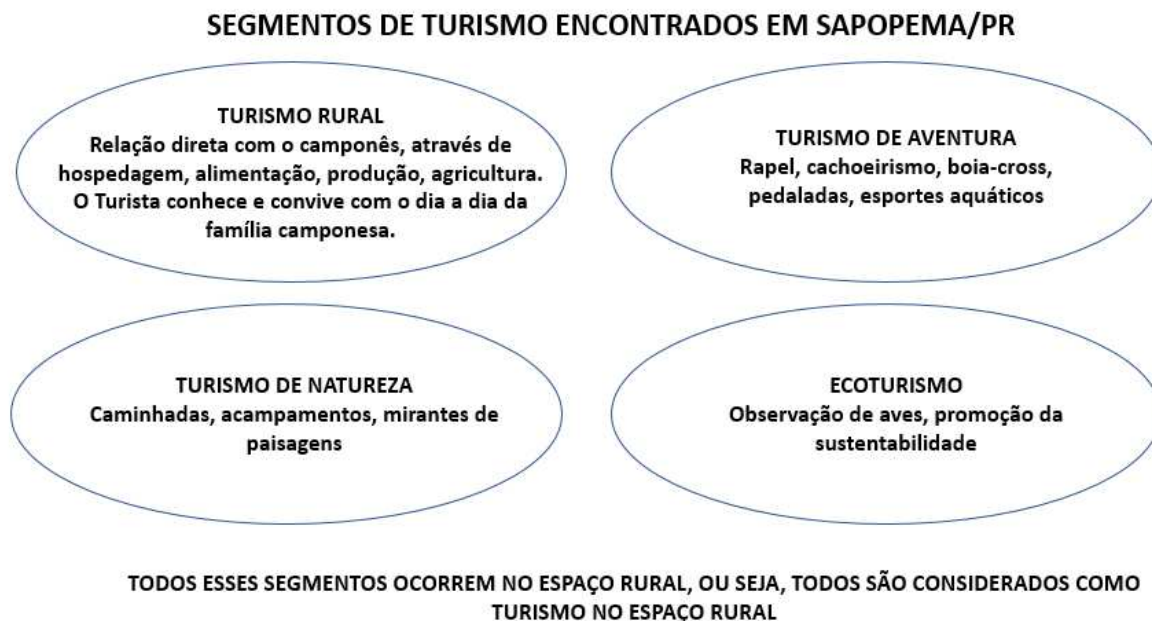 SEGMENTOS DE TURISMO ENCONTRADOS EM SAPOPEMA/PR
TURISMO RURAL
Relação direta com o camponês, através de
hospedagem, alimentação, produção, agricultura.
O Turista conhece e convive com o dia a dia da
família camponesa.
TURISMO DE AVENTURA
Rapel, cachoeirismo, boia-cross,
pedaladas, esportes aquáticos
TURISMO DE NATUREZA
Caminhadas, acampamentos, mirantes de
paisagens
ECOTURISMO
Observação de aves, promoção da
sustentabilidade
TODOS ESSES SEGMENTOS OCORREM NO ESPAÇO RURAL, OU SEJA, TODOS SÃO CONSIDERADOS COMO
TURISMO NO ESPAÇO RURAL